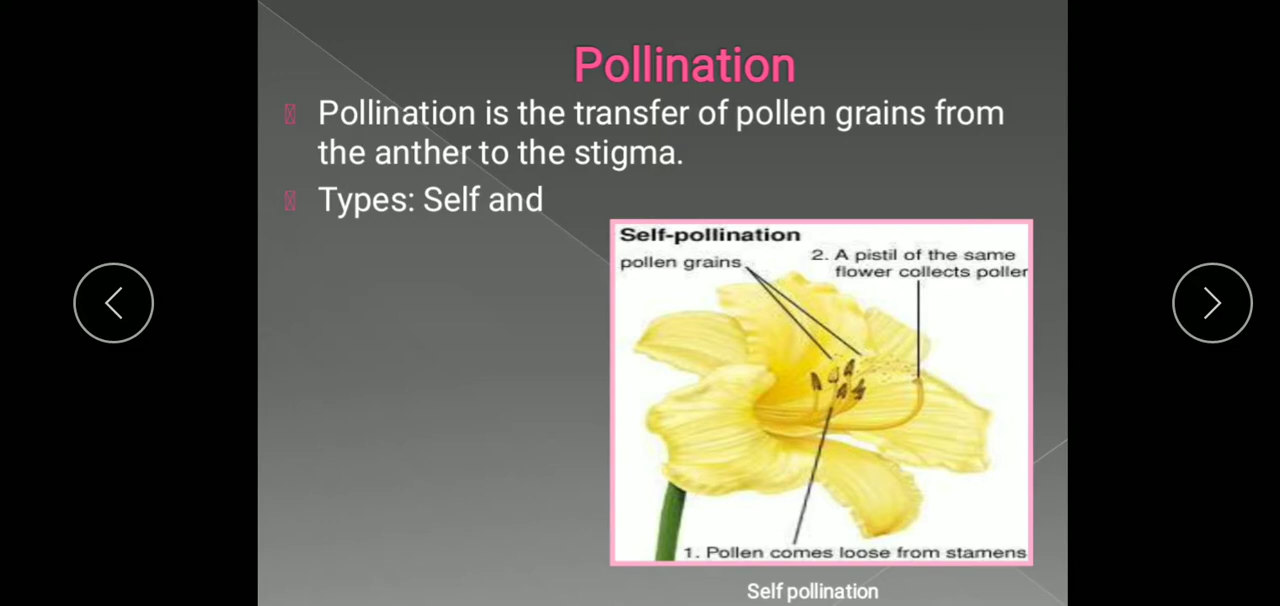 Pollination
Pollination is the transfer of pollen grains from
the anther to the stigma.
Types: Self and
Self-pollination
pollen grains
2. A pistil of the same
flower collects poller
1. Pollen comes loose from stamens
Self pollination